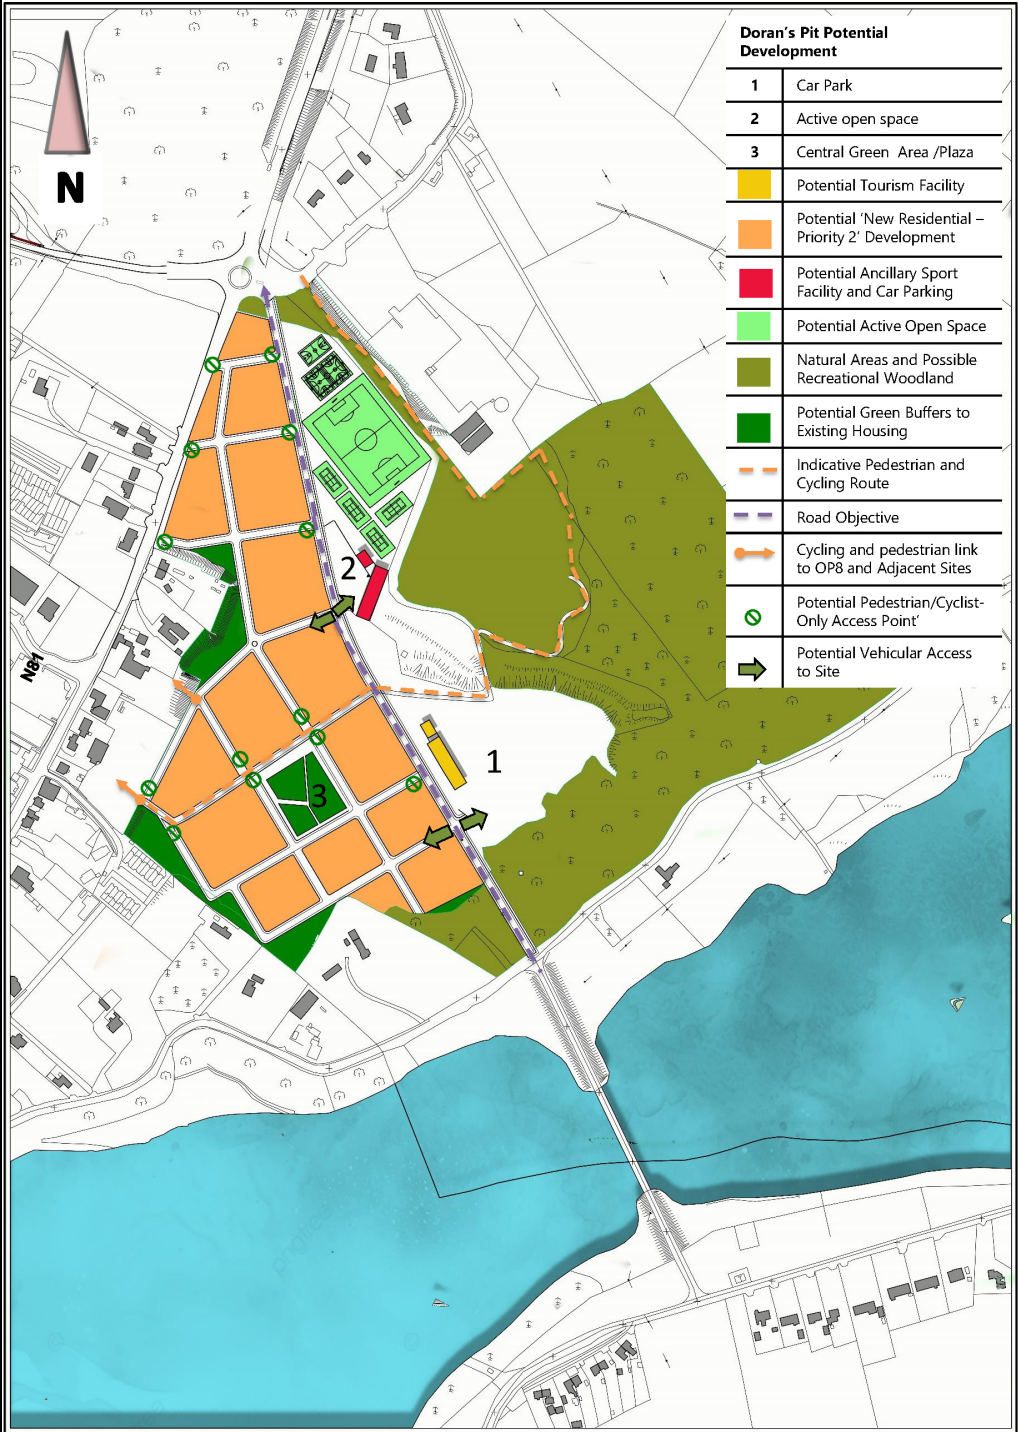 Doran's Pit Potential
Development
1 Car Park
2 Active open space
3 Central Green Area /Plaza
Potential Tourism Facility
Potential 'New Residential –
Priority 2' Development
Potential Ancillary Sport
Facility and Car Parking
Potential Active Open Space
Natural Areas and Possible
Recreational Woodland
Potential Green Buffers to
Existing Housing
Indicative Pedestrian and
Cycling Route
Road Objective
Cycling and pedestrian link
to OP8 and Adjacent Sites
Potential Pedestrian/Cyclist-
Only Access Point'
Potential Vehicular Access
to Site
N
2
N81
1
3